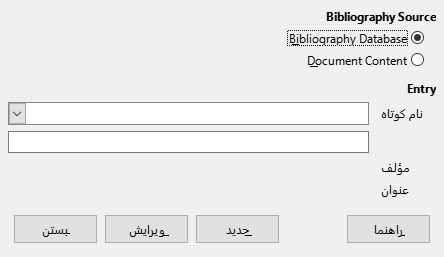 Bibliography Source
Bibliography Database
Document Content
Entry
نام کوتاه
مؤلف
عنوان
راهنما جدید ویرایش بستن